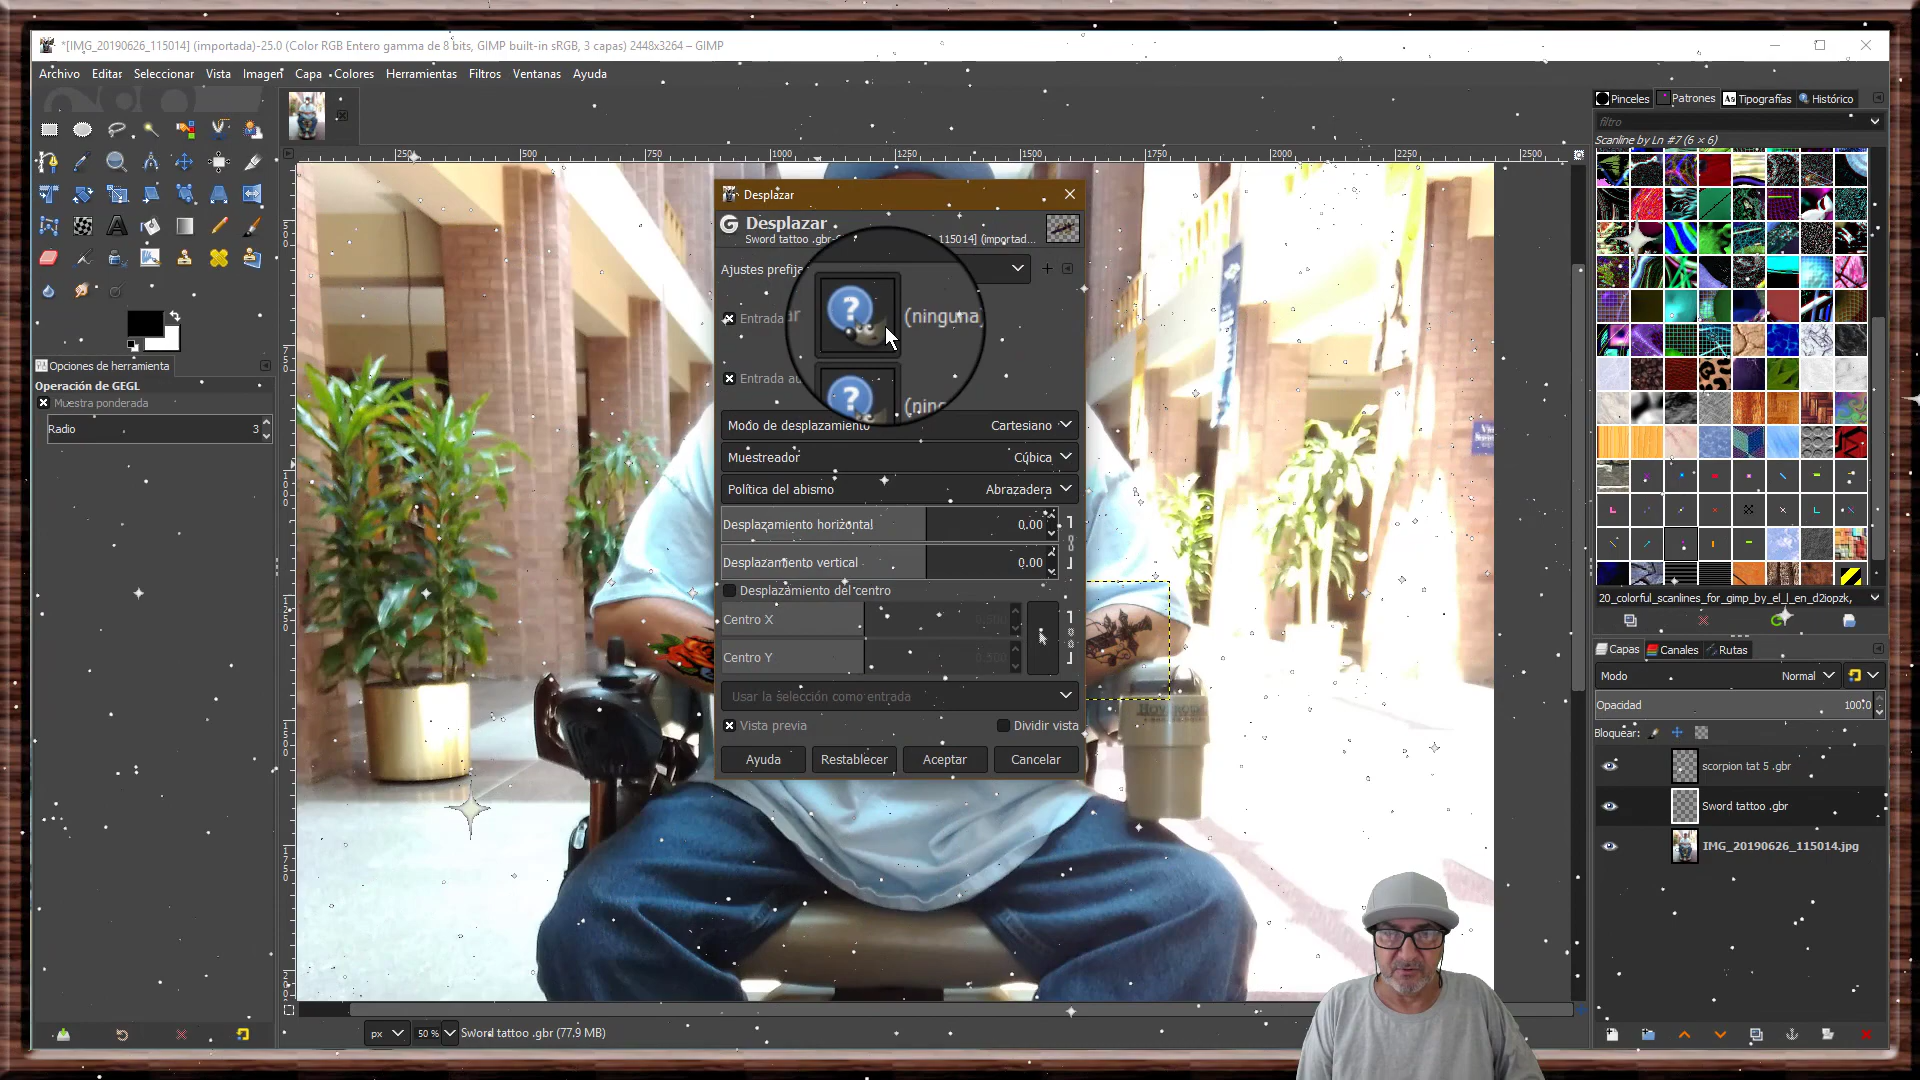 *[IMG_20190626_115014] (importada)-25.0 (Color RGB Entero gamma de 8 bits, GIMP built-in sRGB, 3 capas) 2448x3264 – GIMP
Archivo Editar Seleccionar Vista Imagen Capa Colores Herramientas Filtros Ventanas Ayuda
Pinceles Patrones Tipografías Histórico
filtro
Scanline by Ln #7 (6 × 6)
250 500 750 1000 1250 1500 1750 2000 2250 2500
Desplazar
Desplazar
Sword tattoo .gbr- 115014] (importad...
Ajustes prefija
Entrada
(ninguna)
Entrada au
Modo de desplazamiento Cartesiano
Muestreador Cúbica
Política del abismo Abrazadera
Desplazamiento horizontal 0.00
Desplazamiento vertical 0.00
Desplazamiento del centro
Centro X
Centro Y
Usar la selección como entrada
Vista previa Dividir vista
Ayuda Restablecer Aceptar Cancelar
Opciones de herramienta
Operación de GEGL
Muestra ponderada
Radio 3
20_colorful_scanlines_for_gimp_by_el_l_en_d2iopzk,
Capas Canales Rutas
Modo Normal
Opacidad 100.0
Bloquear:
scorpion tat 5 .gbr
Sword tattoo .gbr
IMG_20190626_115014.jpg
px 50 % Sword tattoo .gbr (77.9 MB)